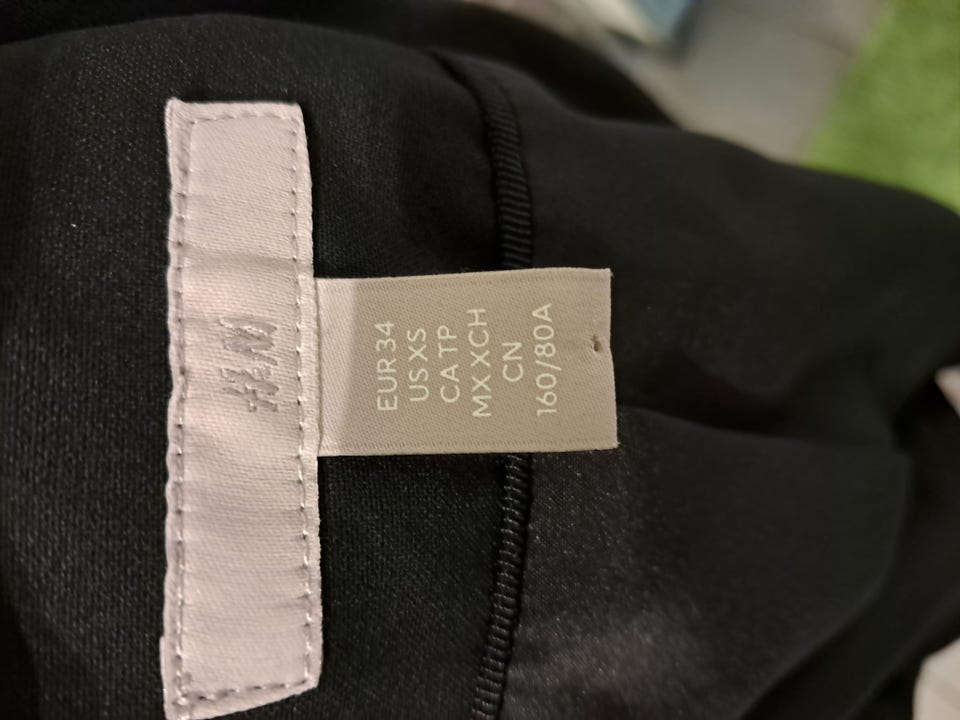 H&M
EUR 34
US XS
CA TP
MX XCH
CN
160/80A